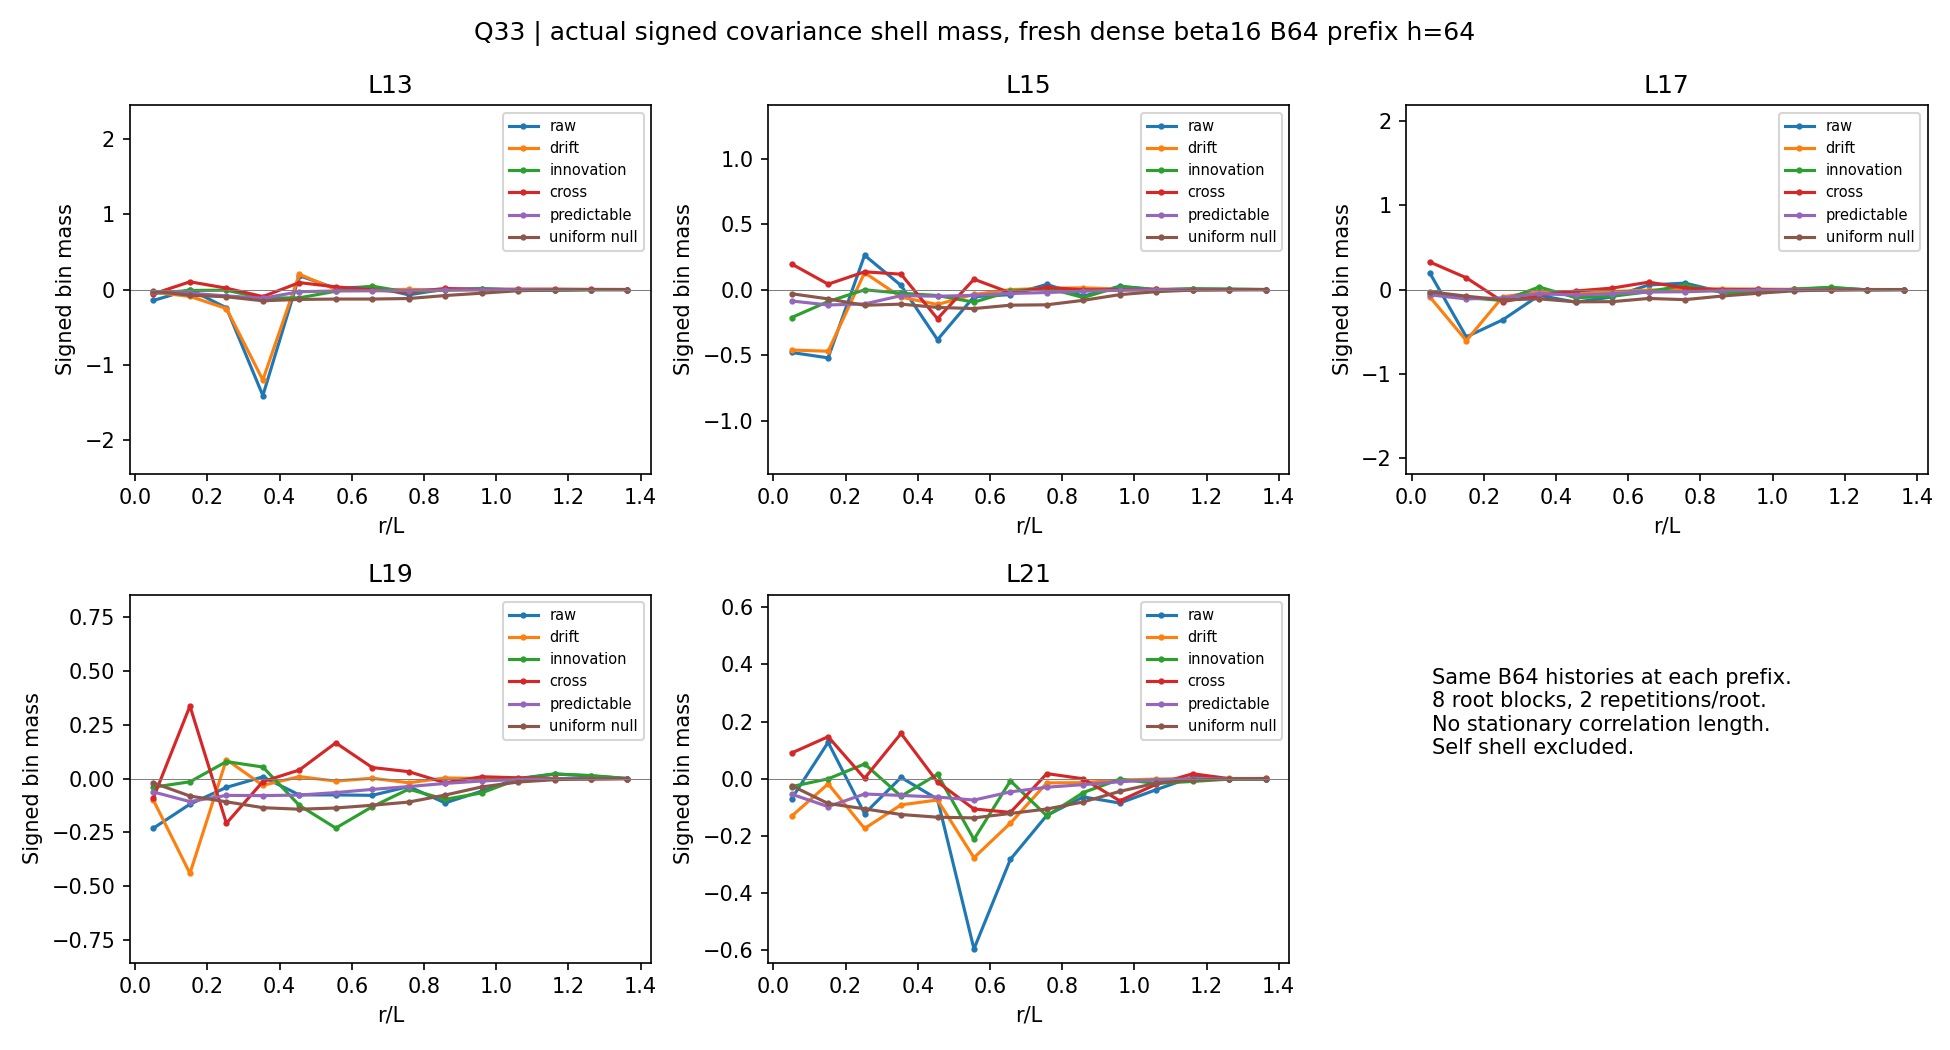 Q33 | actual signed covariance shell mass, fresh dense beta16 B64 prefix h=64
L13
Signed bin mass
2
1
0
−1
−2
0.0 0.2 0.4 0.6 0.8 1.0 1.2 1.4
r/L
raw
drift
innovation
cross
predictable
uniform null
L15
Signed bin mass
1.0
0.5
0.0
−0.5
−1.0
0.0 0.2 0.4 0.6 0.8 1.0 1.2 1.4
r/L
raw
drift
innovation
cross
predictable
uniform null
L17
Signed bin mass
2
1
0
−1
−2
0.0 0.2 0.4 0.6 0.8 1.0 1.2 1.4
r/L
raw
drift
innovation
cross
predictable
uniform null
L19
Signed bin mass
0.75
0.50
0.25
0.00
−0.25
−0.50
−0.75
0.0 0.2 0.4 0.6 0.8 1.0 1.2 1.4
r/L
raw
drift
innovation
cross
predictable
uniform null
L21
Signed bin mass
0.6
0.4
0.2
0.0
−0.2
−0.4
−0.6
0.0 0.2 0.4 0.6 0.8 1.0 1.2 1.4
r/L
raw
drift
innovation
cross
predictable
uniform null
Same B64 histories at each prefix.
8 root blocks, 2 repetitions/root.
No stationary correlation length.
Self shell excluded.